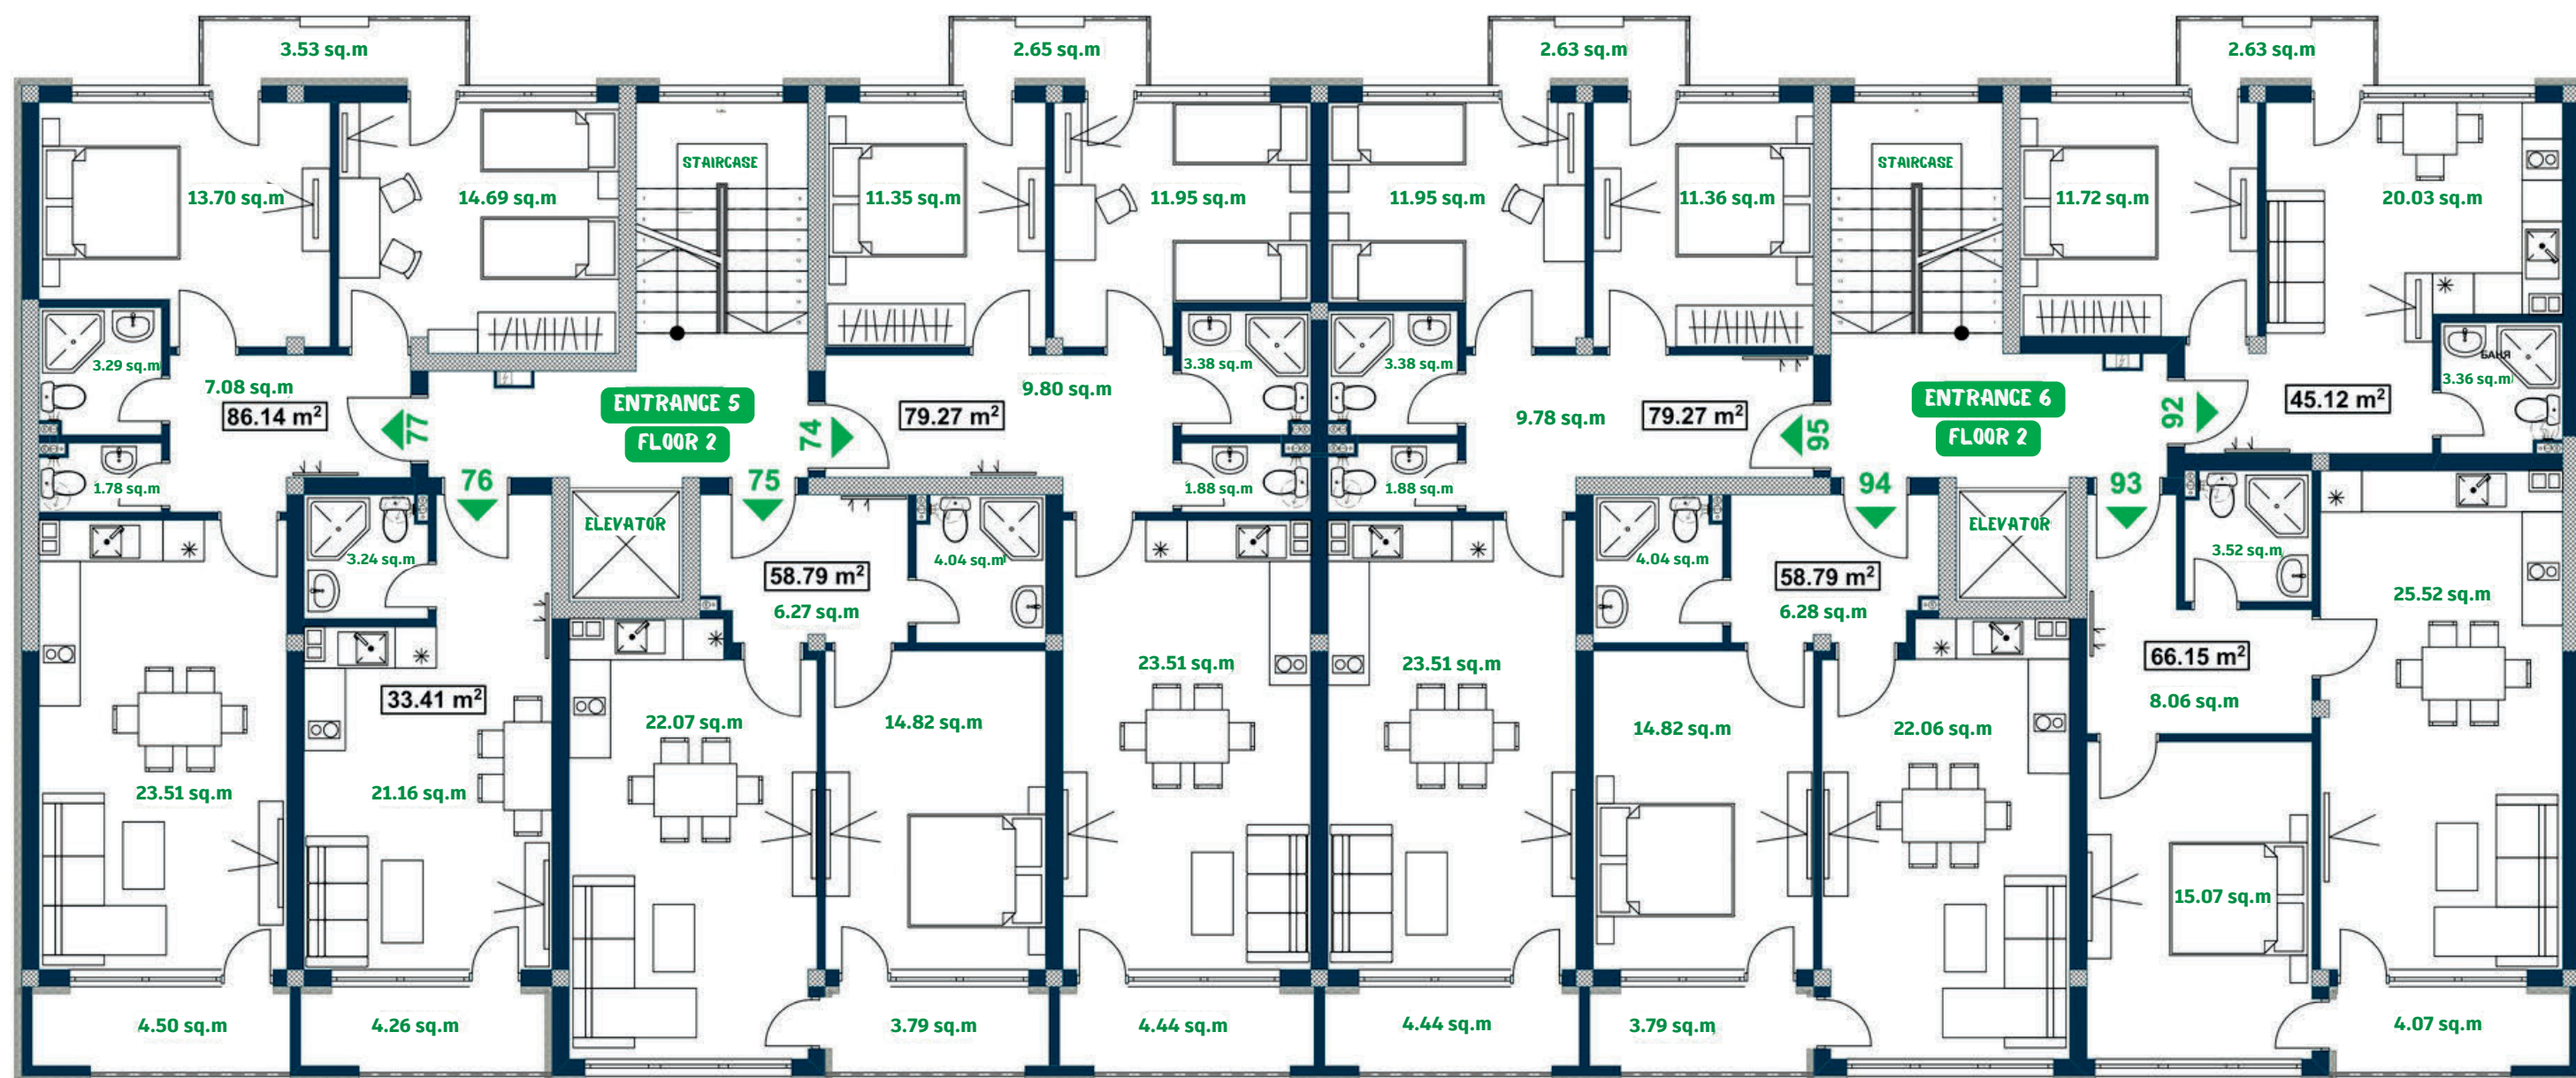 3.53 sq.m
2.65 sq.m
2.63 sq.m
2.63 sq.m
STAIRCASE
STAIRCASE
13.70 sq.m
14.69 sq.m
11.35 sq.m
11.95 sq.m
11.95 sq.m
11.36 sq.m
11.72 sq.m
20.03 sq.m
3.29 sq.m
7.08 sq.m
86.14 m²
77
ENTRANCE 5
FLOOR 2
74
79.27 m²
9.80 sq.m
3.38 sq.m
3.38 sq.m
9.78 sq.m
79.27 m²
95
ENTRANCE 6
FLOOR 2
92
45.12 m²
БАНЯ
3.36 sq.m
1.78 sq.m
76
75
1.88 sq.m
1.88 sq.m
94
93
ELEVATOR
ELEVATOR
3.24 sq.m
58.79 m²
6.27 sq.m
4.04 sq.m
4.04 sq.m
58.79 m²
6.28 sq.m
3.52 sq.m
25.52 sq.m
33.41 m²
22.07 sq.m
14.82 sq.m
23.51 sq.m
23.51 sq.m
14.82 sq.m
22.06 sq.m
66.15 m²
8.06 sq.m
23.51 sq.m
21.16 sq.m
15.07 sq.m
4.50 sq.m
4.26 sq.m
3.79 sq.m
4.44 sq.m
4.44 sq.m
3.79 sq.m
4.07 sq.m